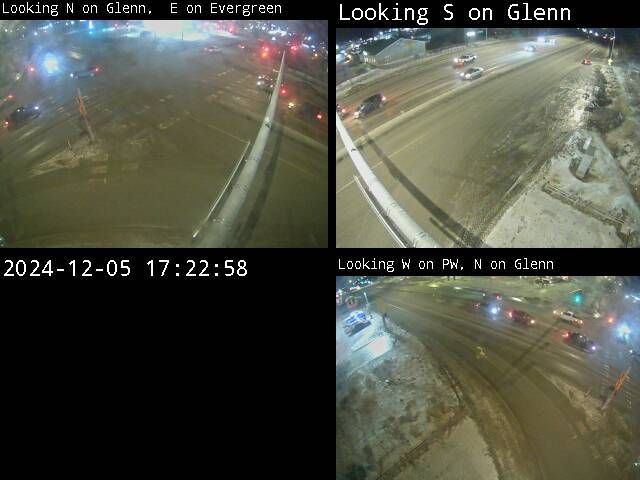 Looking N on Glenn,  E on Evergreen
Looking S on Glenn
2024-12-05 17:22:58
Looking W on PW, N on Glenn